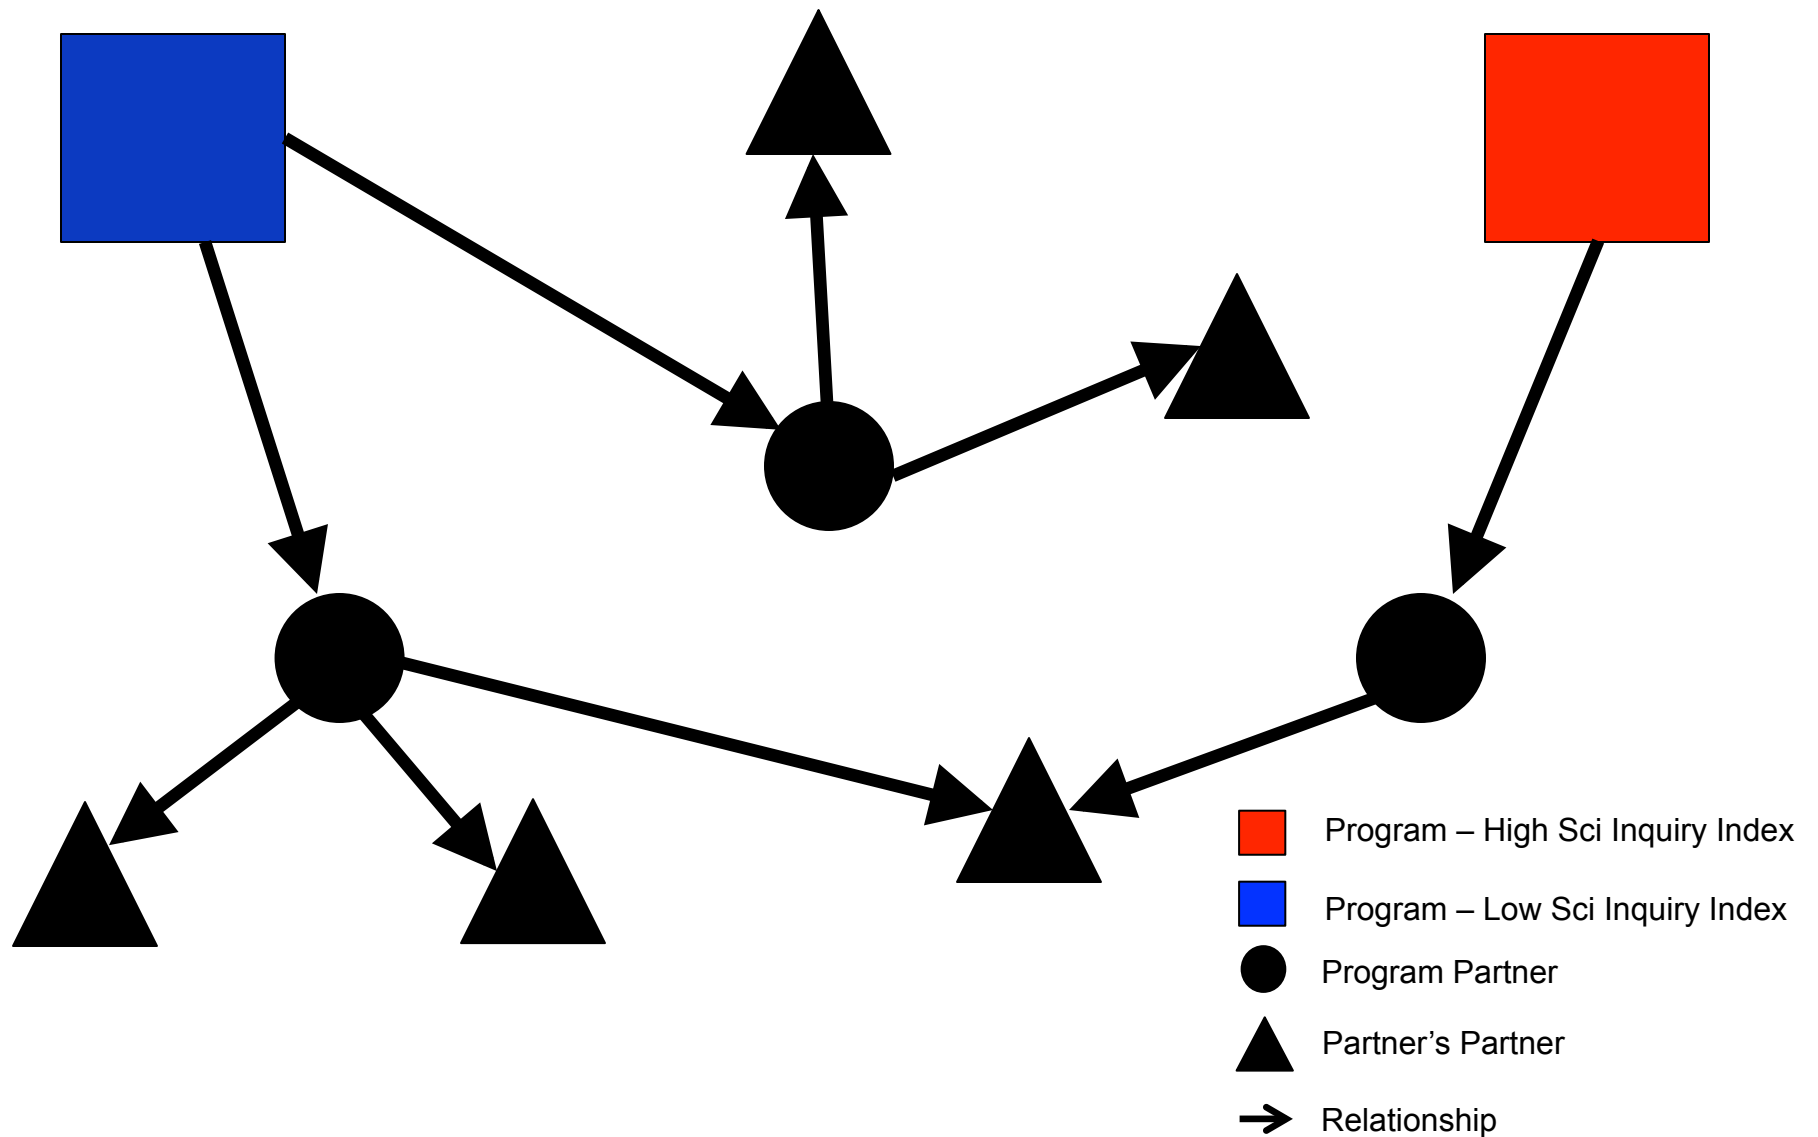 Program – High Sci Inquiry Index
Program – Low Sci Inquiry Index
Program Partner
Partner’s Partner
Relationship